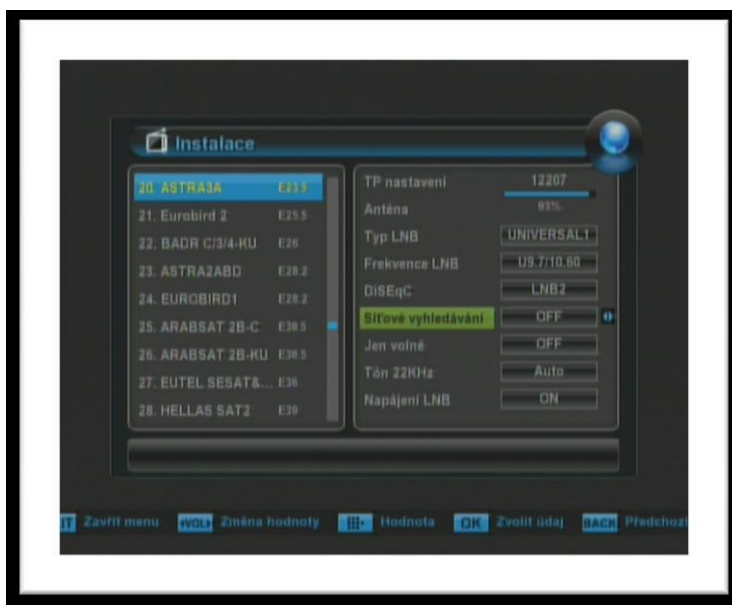 Instalace
20. ASTRA3A E23.5
21. Eurobird 2 E25.5
22. BADR C/3/4-KU E26
23. ASTRA2ABD E28.2
24. EUROBIRD1 E28.2
25. ARABSAT 2B-C E30.5
26. ARABSAT 2B-KU E30.5
27. EUTEL SESAT&... E36
28. HELLAS SAT2 E39
TP nastavení 12207
Anténa 93%
Typ LNB UNIVERSAL1
Frekvence LNB U9.7/10.60
DiSEqC LNB2
Síťové vyhledávání OFF
Jen volné OFF
Tón 22KHz Auto
Napájení LNB ON
IT Zavřít menu VOL Změna hodnoty Hodnota OK Zvolit údaj BACK Předchozí